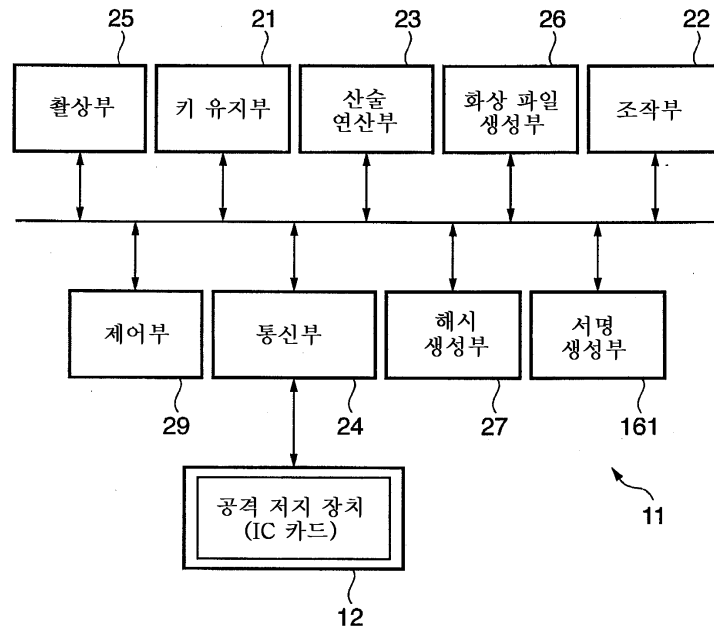 25
21
23
26
22
촬상부
키 유지부
산술
연산부
화상 파일
생성부
조작부
제어부
통신부
해시
생성부
서명
생성부
29
24
27
161
11
공격 저지 장치
(IC 카드)
12